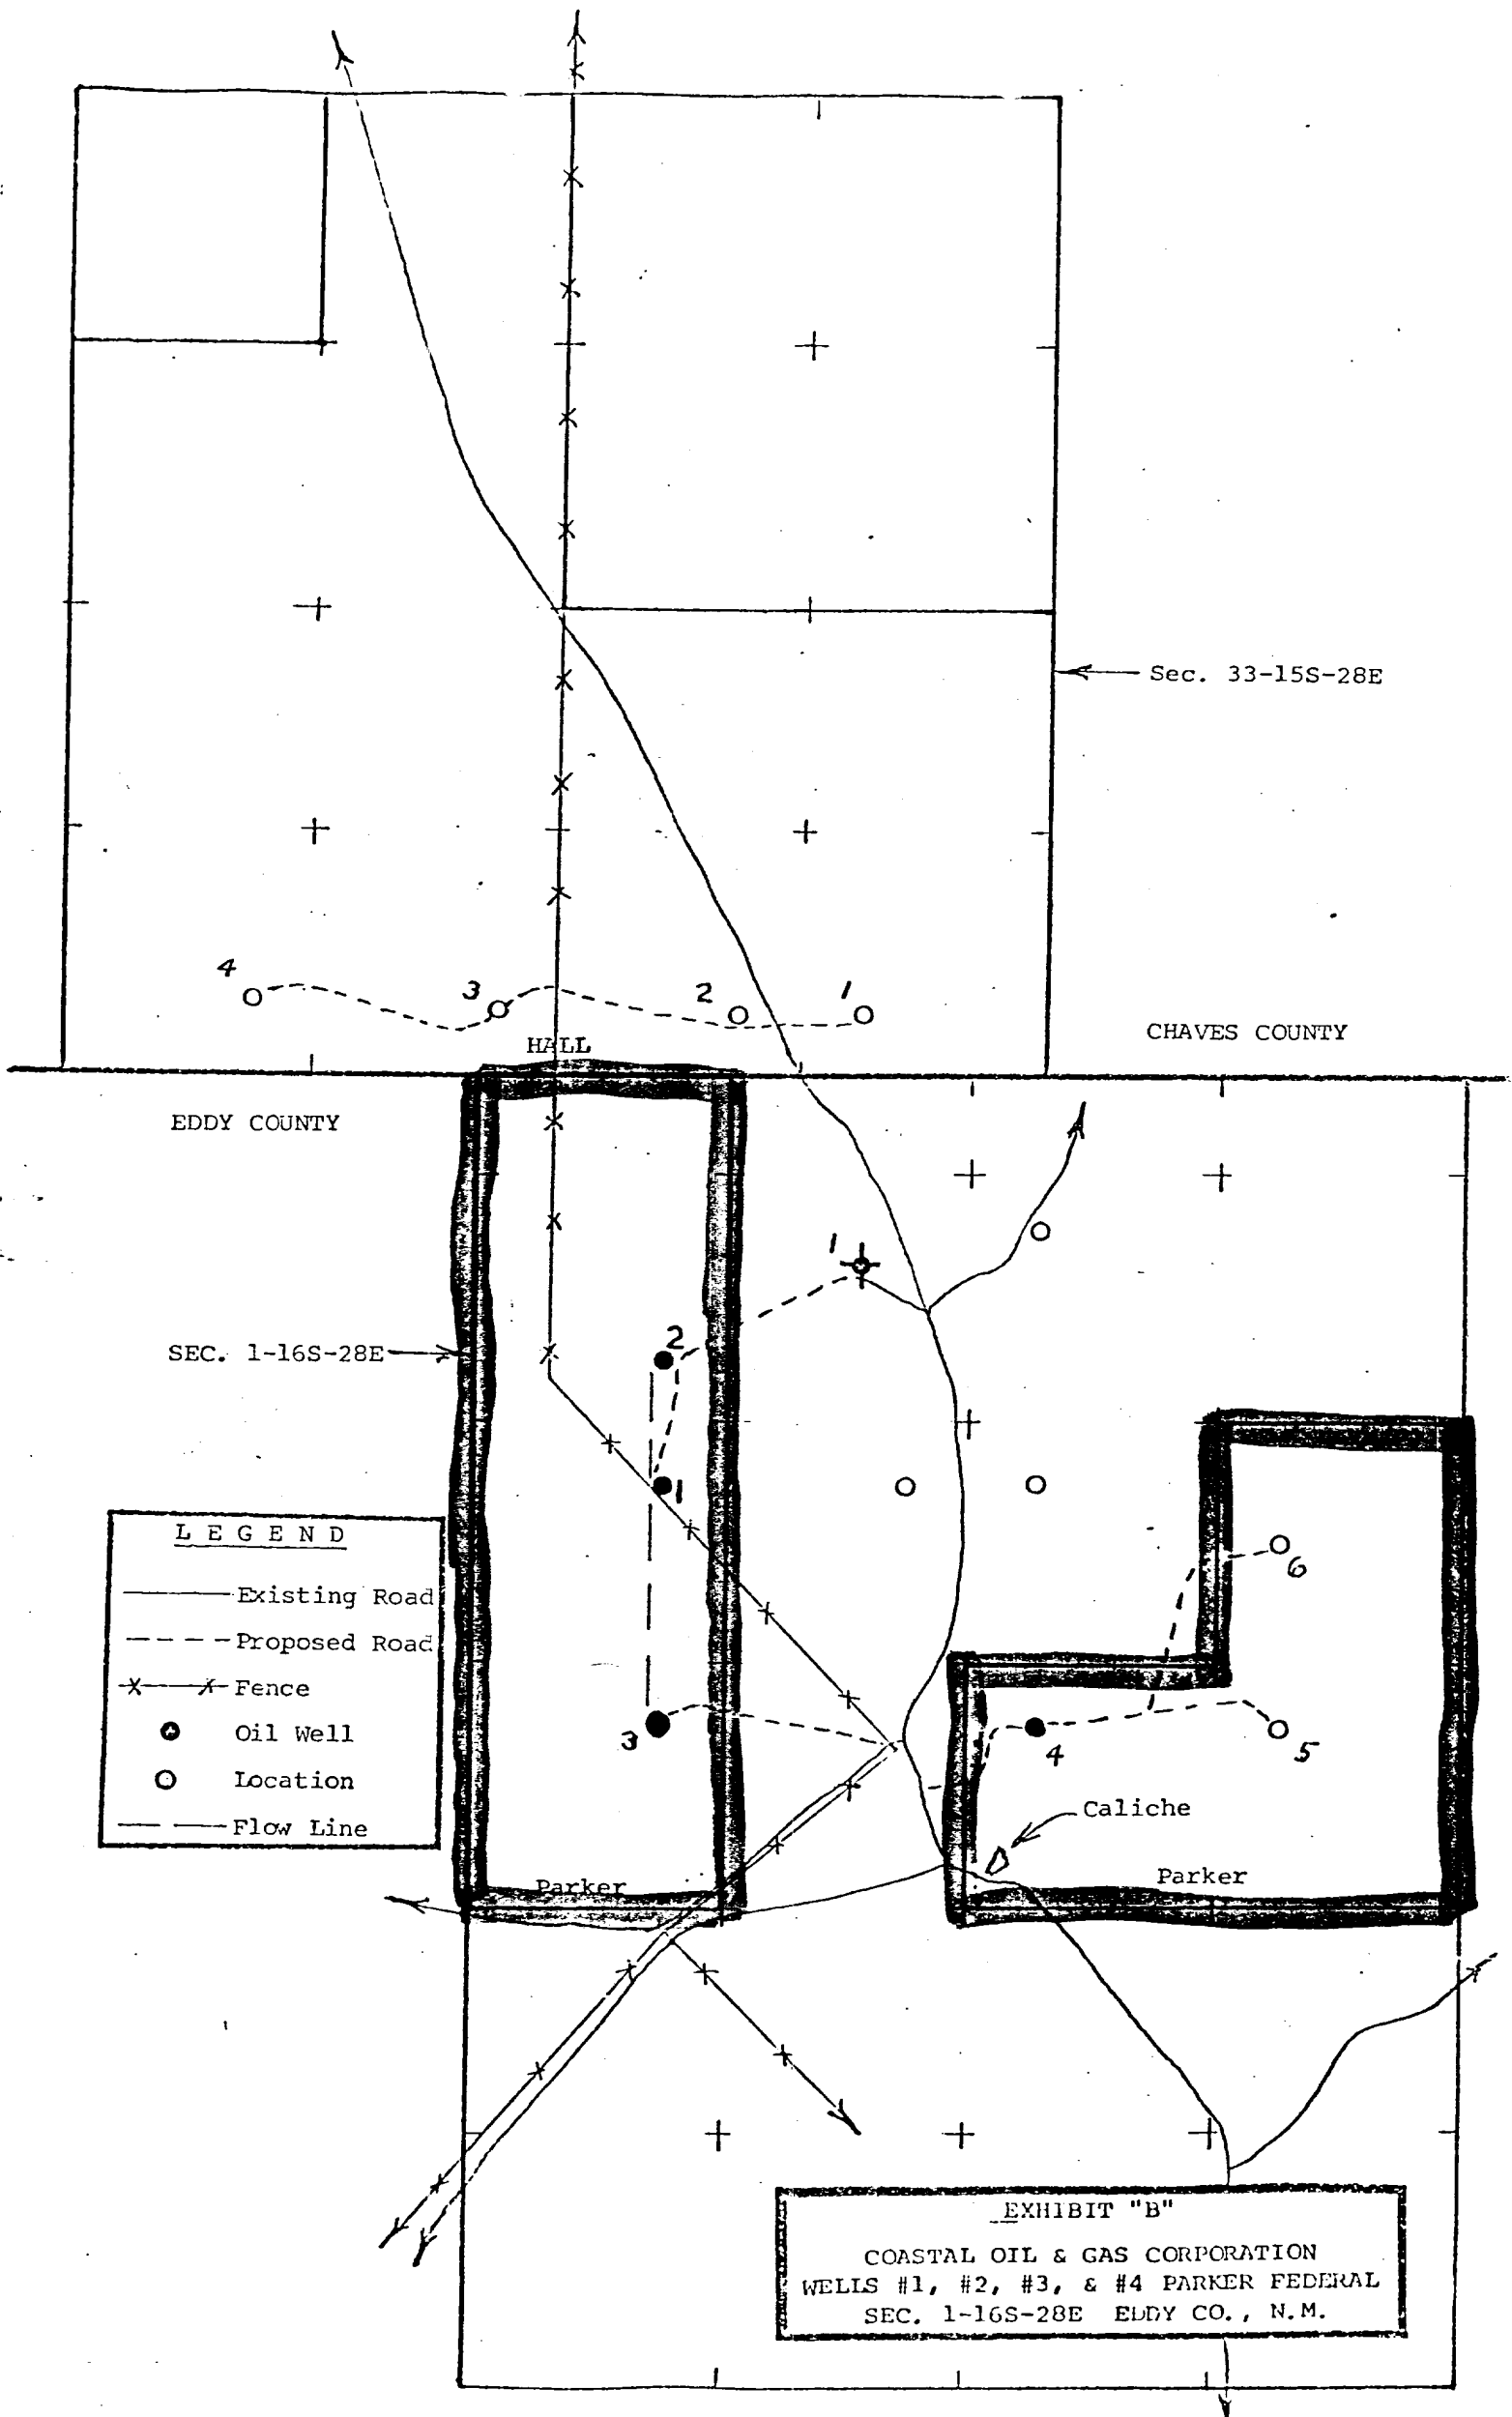 Sec. 33-15S-28E
4
3
2
1
HALL
CHAVES COUNTY
EDDY COUNTY
1
SEC. 1-16S-28E
2
1
6
LEGEND
Existing Road
Proposed Road
Fence
Oil Well
Location
Flow Line
3
4
5
Caliche
Parker
Parker
EXHIBIT "B"
COASTAL OIL & GAS CORPORATION
WELLS #1, #2, #3, & #4 PARKER FEDERAL
SEC. 1-16S-28E EDDY CO., N.M.